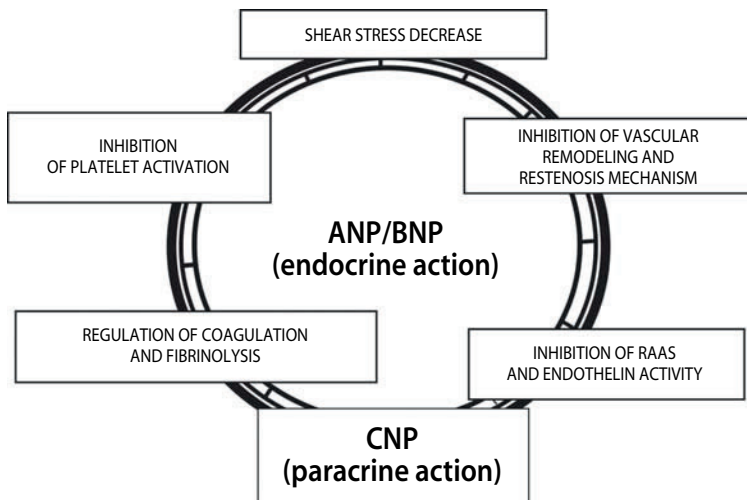 SHEAR STRESS DECREASE
INHIBITION
OF PLATELET ACTIVATION
INHIBITION OF VASCULAR
REMODELING AND
RESTENOSIS MECHANISM
ANP/BNP
(endocrine action)
REGULATION OF COAGULATION
AND FIBRINOLYSIS
INHIBITION OF RAAS
AND ENDOTHELIN ACTIVITY
CNP
(paracrine action)